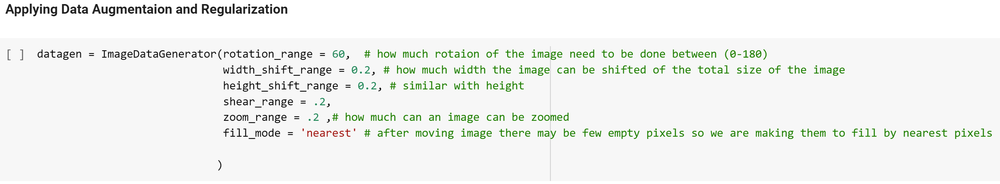 Applying Data Augmentaion and Regularization
[ ] datagen = ImageDataGenerator(rotation_range = 60,  # how much rotaion of the image need to be done between (0-180)
width_shift_range = 0.2, # how much width the image can be shifted of the total size of the image
height_shift_range = 0.2, # similar with height
shear_range = .2,
zoom_range = .2 ,# how much can an image can be zoomed
fill_mode = 'nearest' # after moving image there may be few empty pixels so we are making them to fill by nearest pixels
)